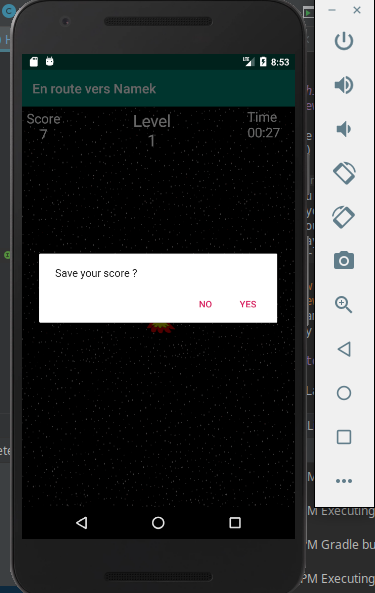 8:53
En route vers Namek
Score
Level
Time
7
1
00:27
Save your score ?
NO
YES
PM Executing
PM Gradle bu
PM Executing